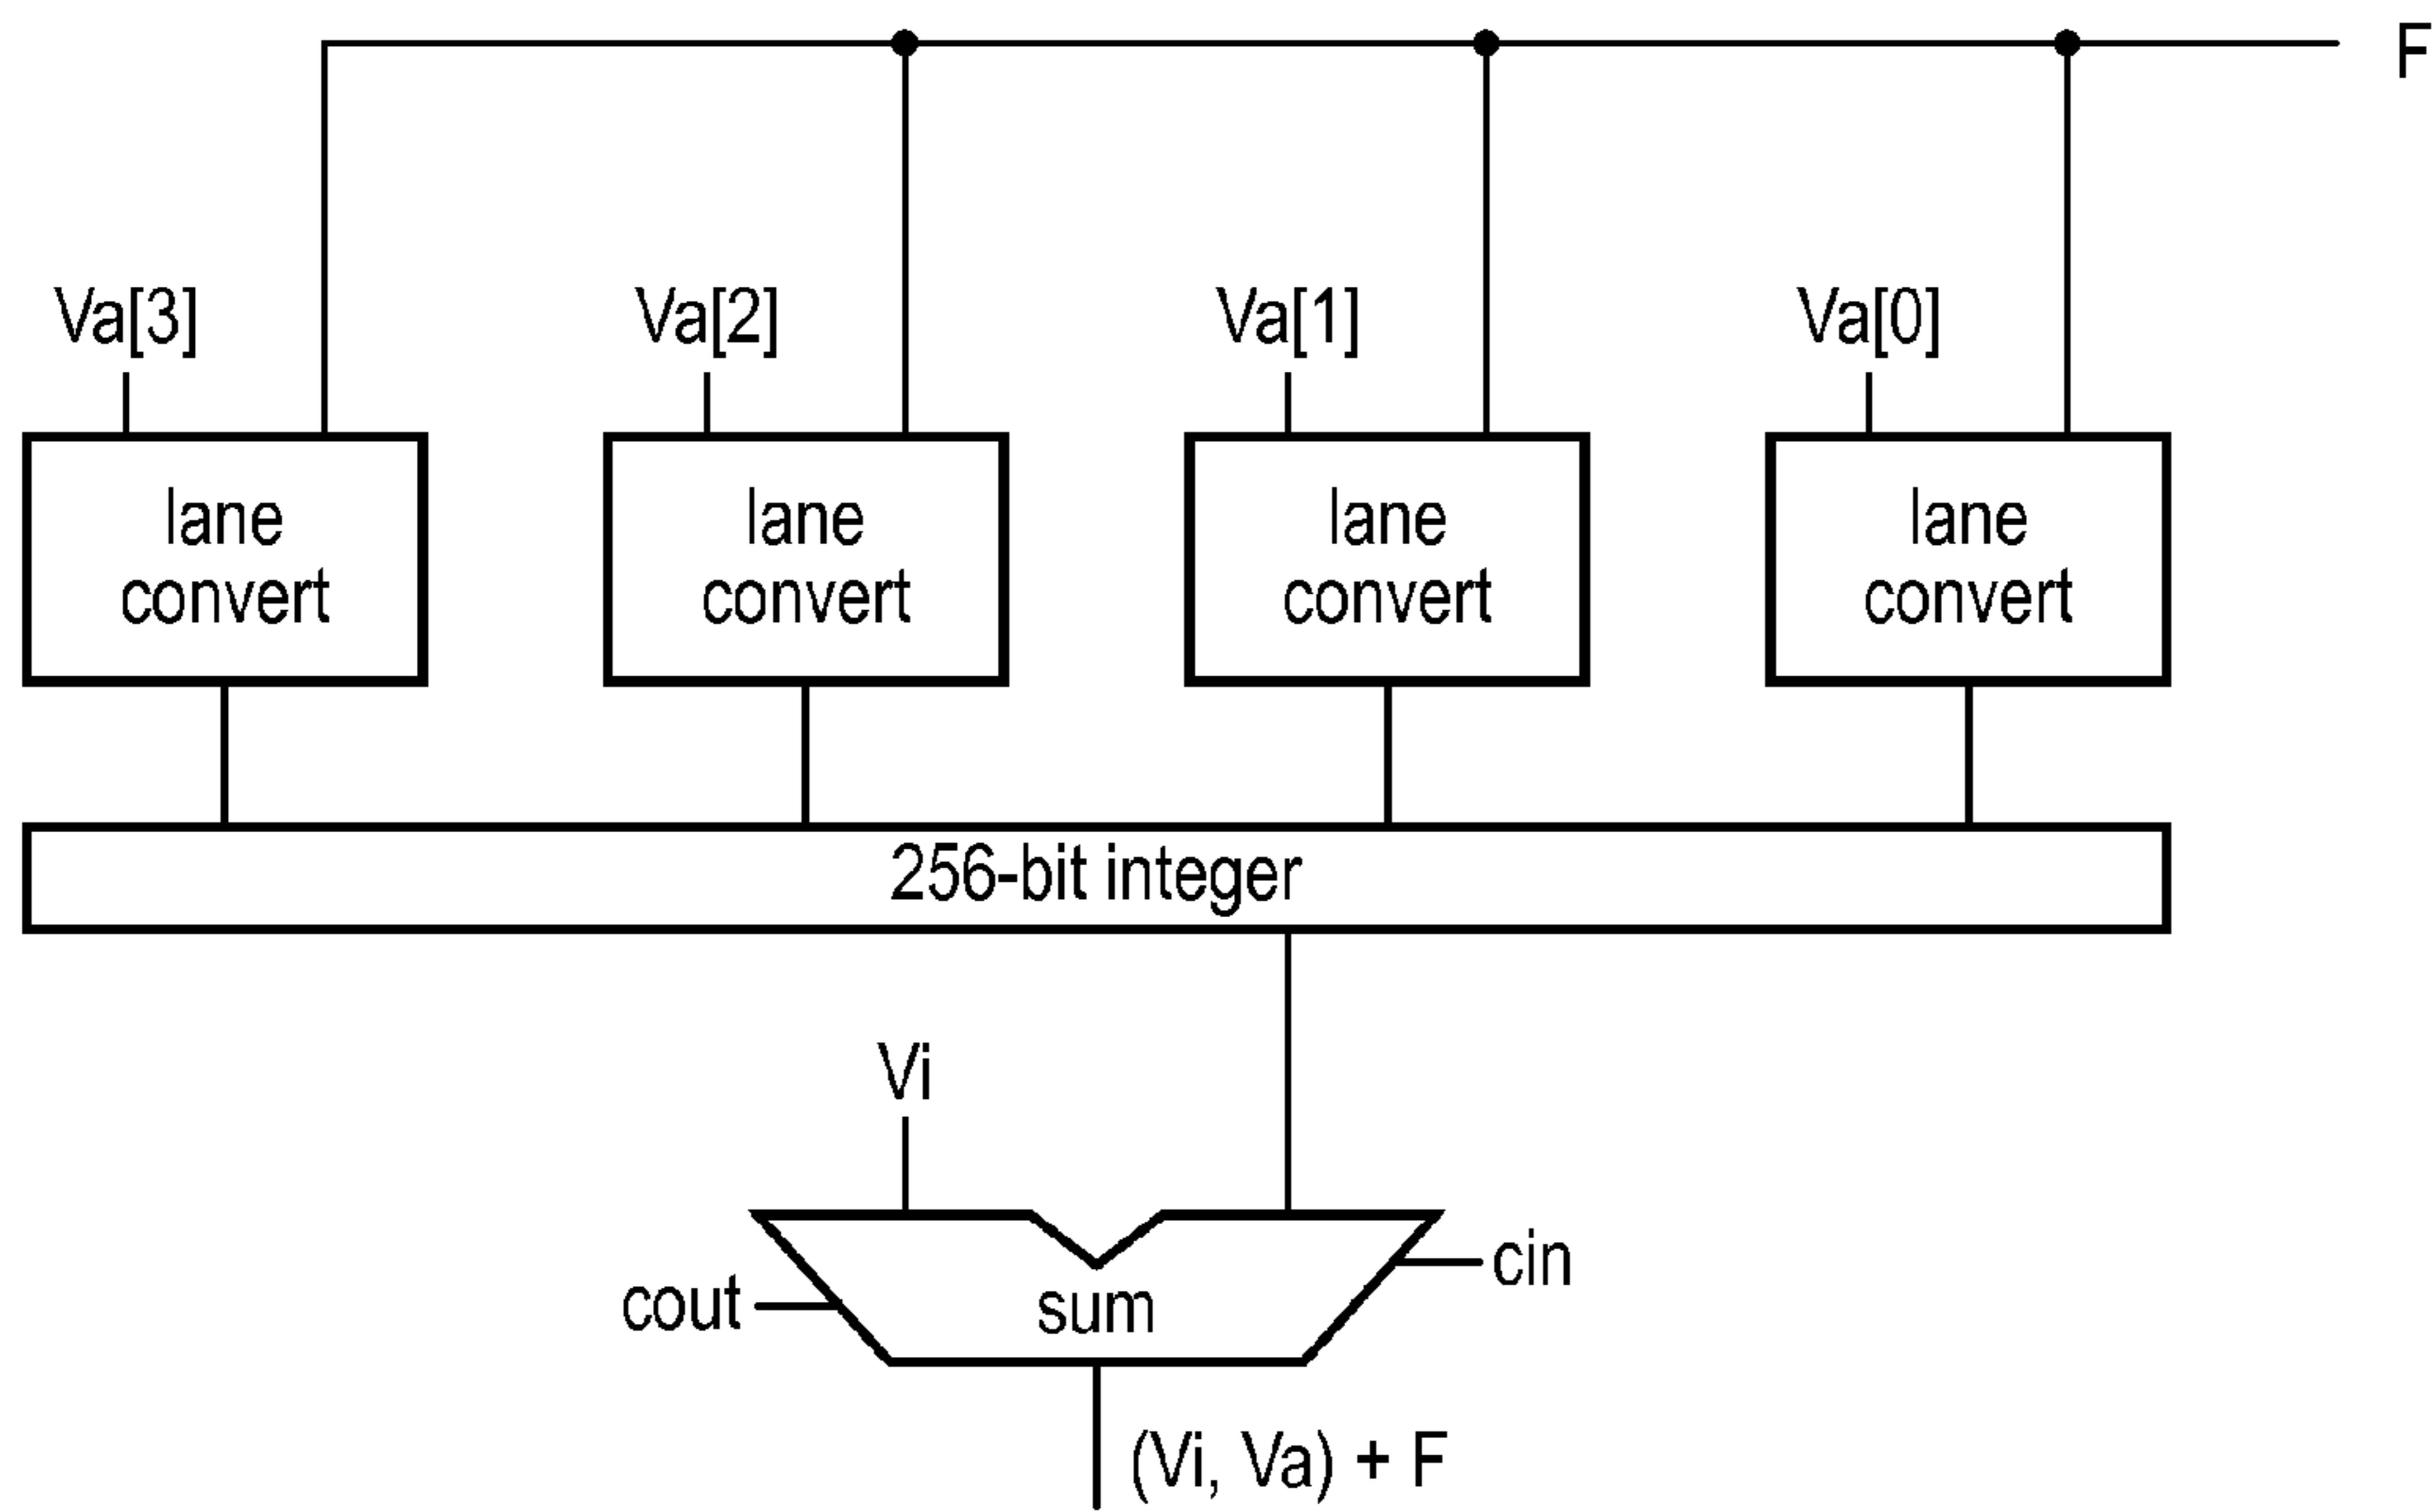 F
Va[3]
Va[2]
Va[1]
Va[0]
lane
convert
lane
convert
lane
convert
lane
convert
256-bit integer
Vi
cin
cout
sum
(Vi, Va) + F